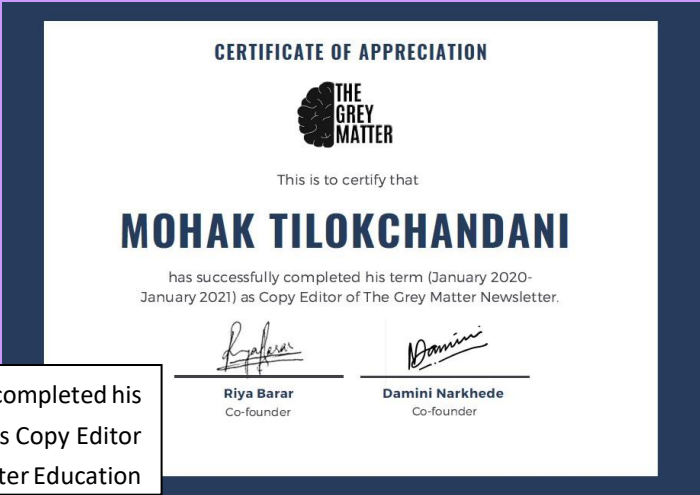 CERTIFICATE OF APPRECIATION
THE
GREY
MATTER
This is to certify that
MOHAK TILOKCHANDANI
has successfully completed his term (January 2020-
January 2021) as Copy Editor of The Grey Matter Newsletter.
Riyaparar
Damini
Riya Barar
Damini Narkhede
Co-founder
Co-founder
completed his
s Copy Editor
ter Education